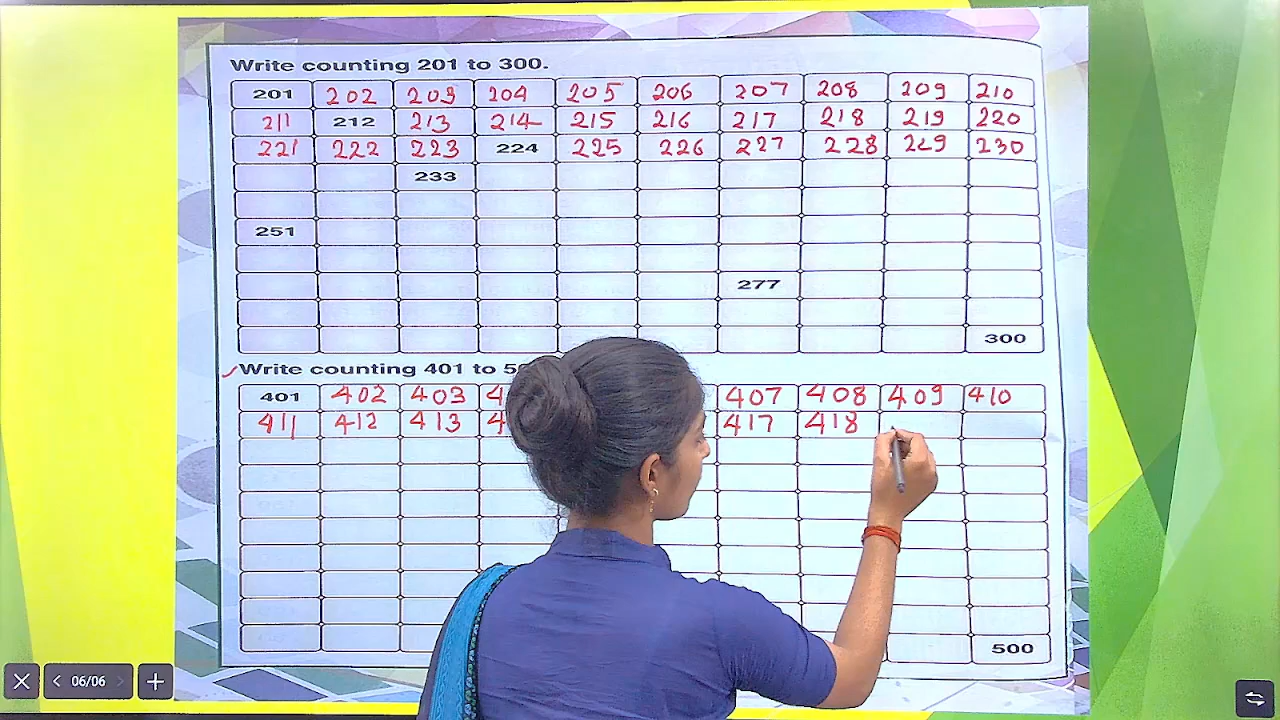 Write counting 201 to 300.
201 202 203 204 205 206 207 208 209 210
211 212 213 214 215 216 217 218 219 220
221 222 223 224 225 226 227 228 229 230
233
251
277
300
Write counting 401 to
401 402 403 407 408 409 410
411 412 413 417 418
500
06/06